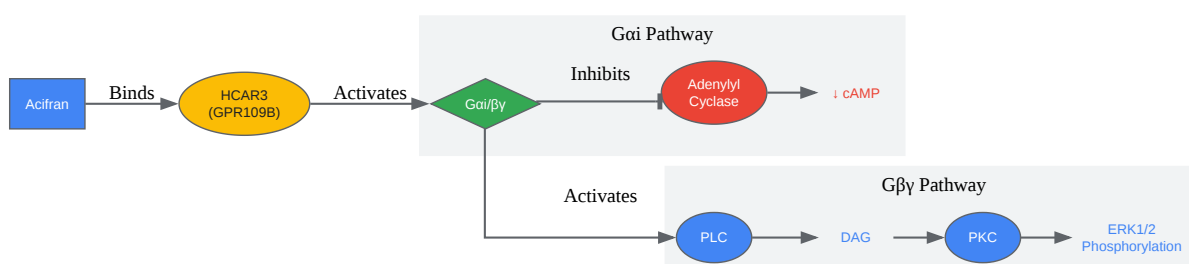 Gαi Pathway
Inhibits
Acifran
Binds
HCAR3
(GPR109B)
Activates
Gαi/βγ
Adenylyl
Cyclase
↓ cAMP
Gβγ Pathway
Activates
PLC
DAG
PKC
ERK1/2
Phosphorylation